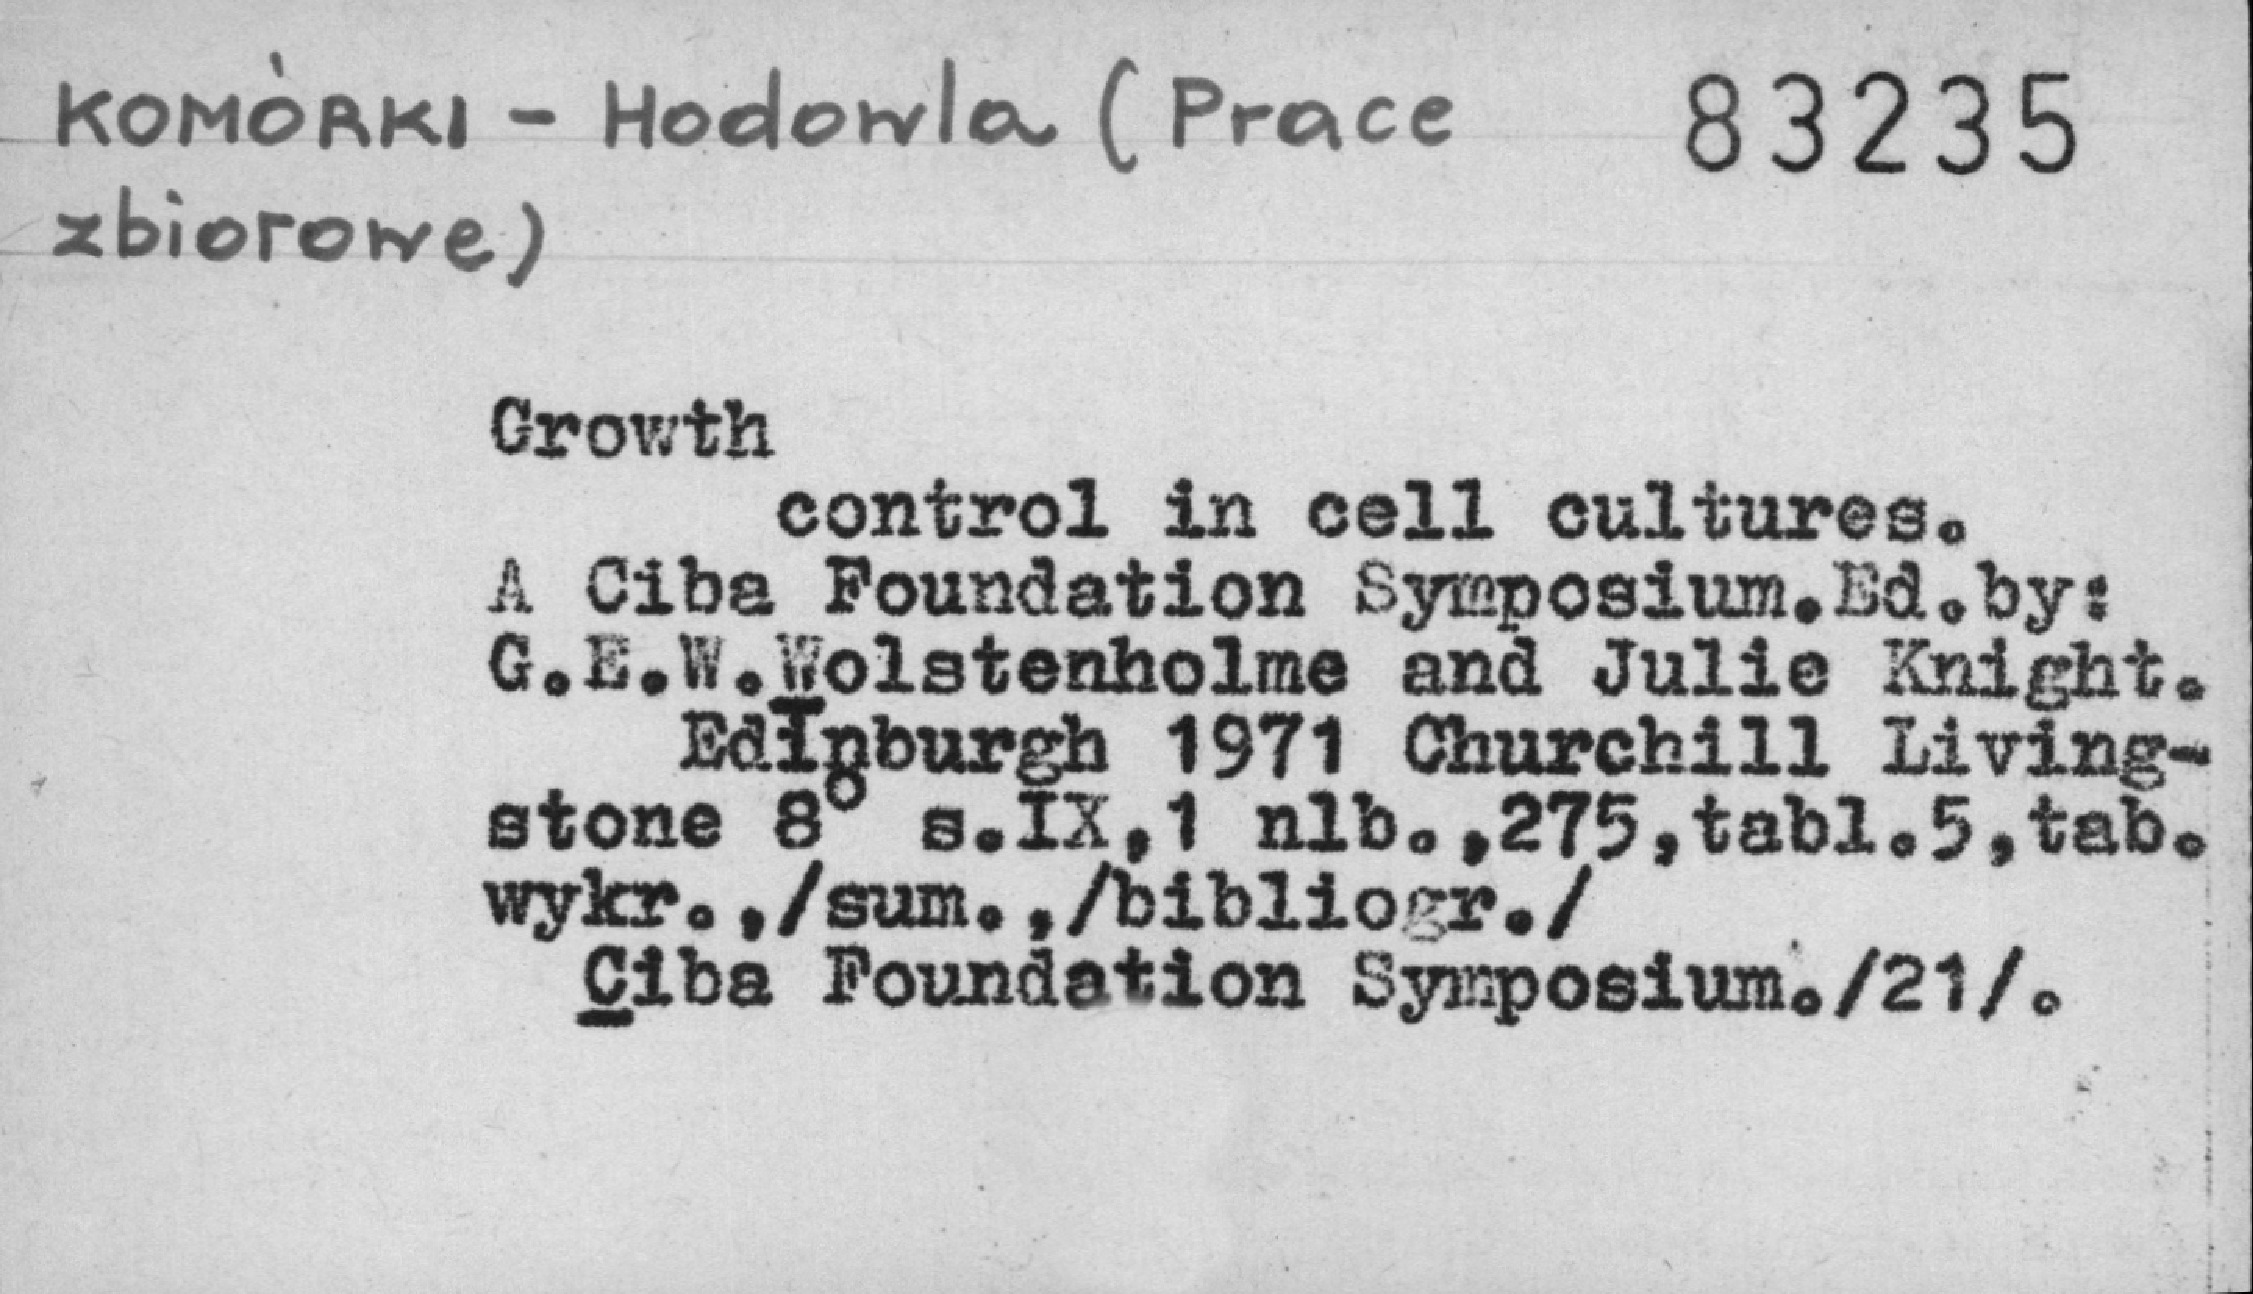 KOMÒRKI - Hodowla (Prace
83235
zbiorowe)
Growth
control in cell cultures.
A Ciba Foundation Symposium.Ed.by:
G.E.W.Wolstenholme and Julie Knight.
Edinburgh 1971 Churchill Living-
stone 8° s.IX,1 nlb.,275,tabl.5,tab.
wykr.,/sum.,/bibliogr./
Ciba Foundation Symposium./21/.